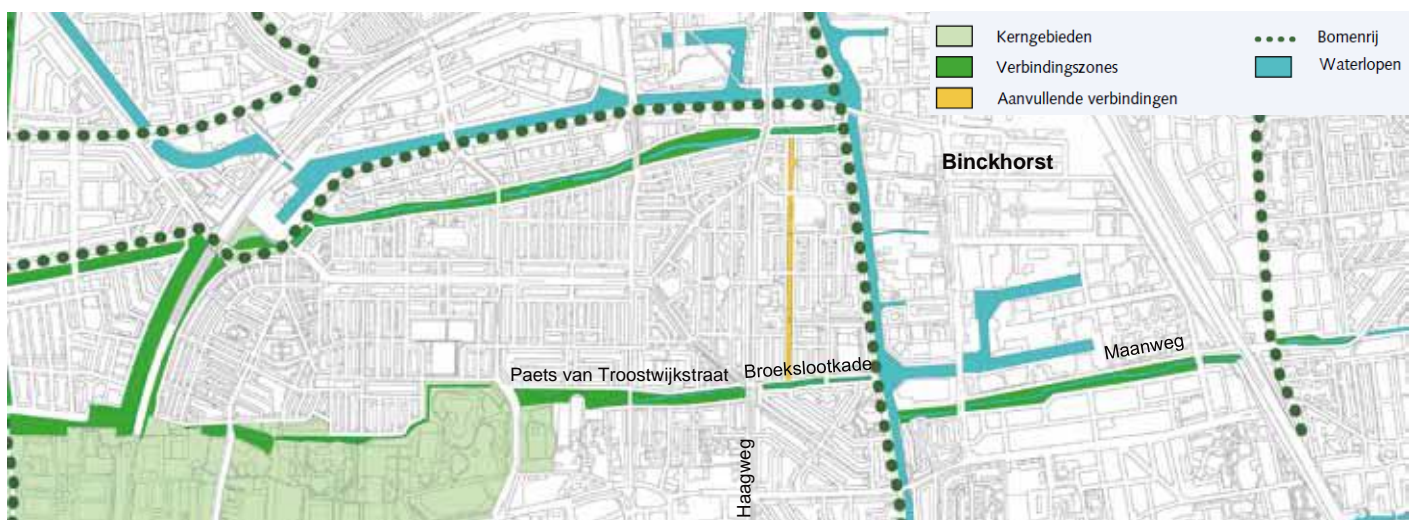 Kerngebieden
Bomenrij
Verbindingszones
Waterlopen
Aanvullende verbindingen
Binckhorst
Maanweg
Paets van Troostwijkstraat
Broekslootkade
Haagweg